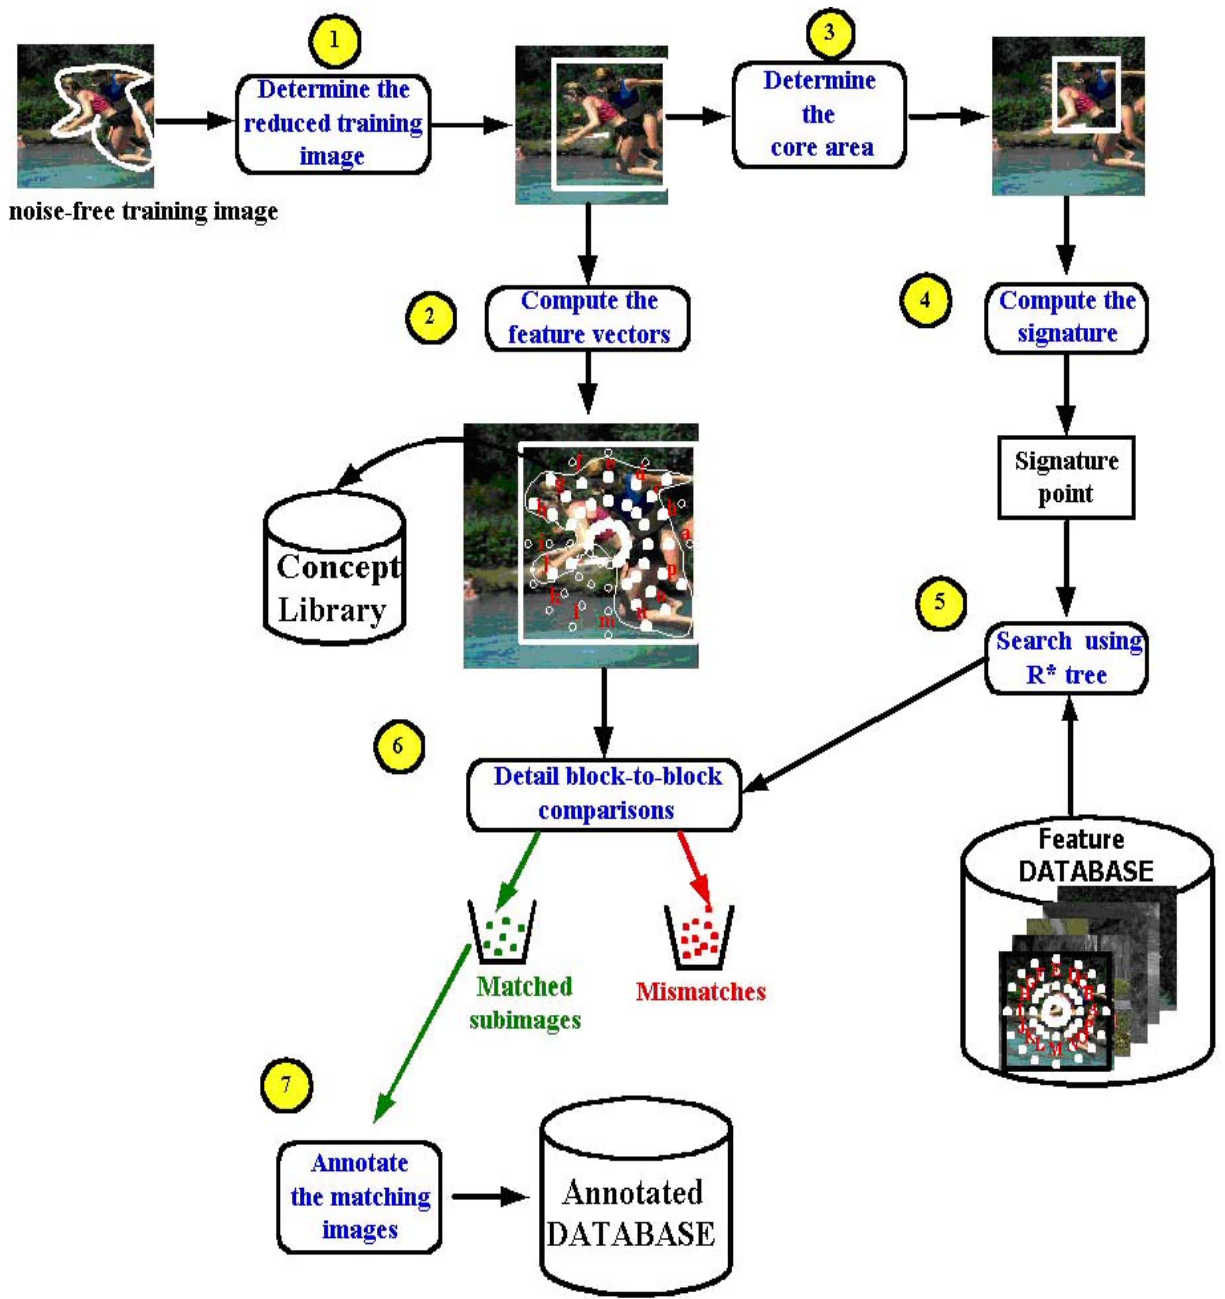 1
3
Determine the
reduced training
image
Determine
the
core area
noise-free training image
2
Compute the
feature vectors
4
Compute the
signature
Signature
point
Concept
Library
f
e
d
g
c
h
b
i
a
j
p
k
o
l
m
n
5
Search using
R* tree
6
Detail block-to-block
comparisons
Feature
DATABASE
Matched
subimages
Mismatches
7
Annotate
the matching
images
Annotated
DATABASE